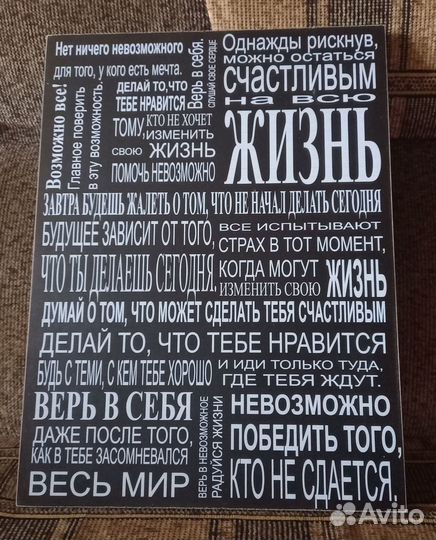 Нет ничего невозможного
для того, у кого есть мечта.
Возможно все!
Главное поверить
в эту возможность.
ДЕЛАЙ ТО, ЧТО
ТЕБЕ НРАВИТСЯ
Верь в себя.
СЛУШАЙ СВОЕ СЕРДЦЕ
ТОМУ, КТО НЕ ХОЧЕТ
ИЗМЕНИТЬ
СВОЮ ЖИЗНЬ
ПОМОЧЬ НЕВОЗМОЖНО
Однажды рискнув,
можно остаться
СЧАСТЛИВЫМ
НА ВСЮ
ЖИЗНЬ
ЗАВТРА БУДЕШЬ ЖАЛЕТЬ О ТОМ, ЧТО НЕ НАЧАЛ ДЕЛАТЬ СЕГОДНЯ
БУДУЩЕЕ ЗАВИСИТ ОТ ТОГО,
ЧТО ТЫ ДЕЛАЕШЬ СЕГОДНЯ.
ВСЕ ИСПЫТЫВАЮТ
СТРАХ В ТОТ МОМЕНТ,
КОГДА МОГУТ
ИЗМЕНИТЬ СВОЮ
ЖИЗНЬ
ДУМАЙ О ТОМ, ЧТО МОЖЕТ СДЕЛАТЬ ТЕБЯ СЧАСТЛИВЫМ
ДЕЛАЙ ТО, ЧТО ТЕБЕ НРАВИТСЯ
БУДЬ С ТЕМИ, С КЕМ ТЕБЕ ХОРОШО
И ИДИ ТОЛЬКО ТУДА,
ГДЕ ТЕБЯ ЖДУТ.
ВЕРЬ В СЕБЯ
ДАЖЕ ПОСЛЕ ТОГО,
КАК В ТЕБЕ ЗАСОМНЕВАЛСЯ
ВЕСЬ МИР
ВЕРЬ В НЕВОЗМОЖНОЕ
РАДУЙСЯ ЖИЗНИ
НЕВОЗМОЖНО
ПОБЕДИТЬ ТОГО,
КТО НЕ СДАЕТСЯ.
Avito